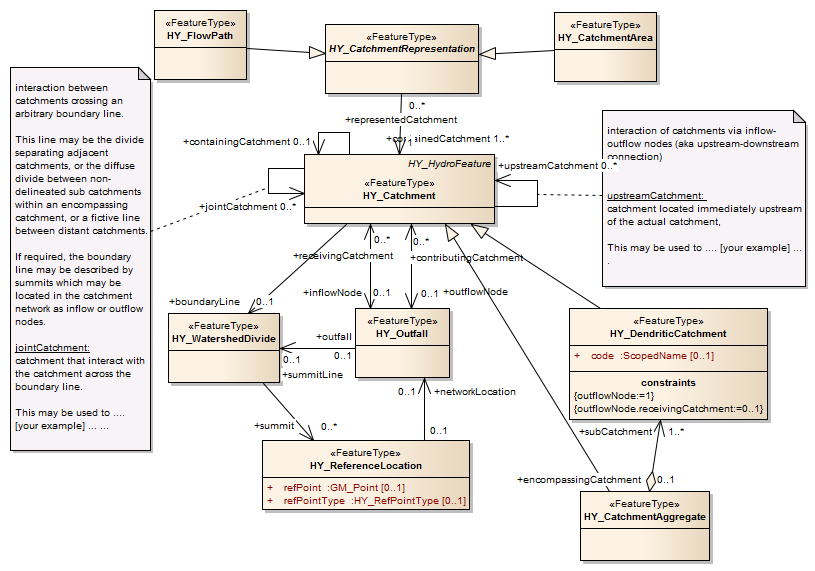 «FeatureType»
HY_FlowPath
«FeatureType»
HY_CatchmentRepresentation
«FeatureType»
HY_CatchmentArea
0..*
+representedCatchment
interaction between
catchments crossing an
arbitrary boundary line.
This line may be the divide
separating adjacent
catchments, or the diffuse
divide between non-
delineated sub catchments
within an encompassing
catchment, or a fictive line
between distant catchments.
If required, the boundary
line may be described by
summits which may be
located in the catchment
network as inflow or outflow
nodes.
jointCatchment:
catchment that interact with
the catchment across the
boundary line.
This may be used to ....
[your example] ... ...
interaction of catchments via inflow-
outflow nodes (aka upstream-downstream
connection)
upstreamCatchment:
catchment located immediately upstream
of the actual catchment,
This may be used to .... [your example] ...
.
+containingCatchment 0..1
1..*
1
HY_HydroFeature
«FeatureType»
HY_Catchment
+upstreamCatchment 0..*
+jointCatchment 0..*
0..*
0..*
+receivingCatchment
+contributingCatchment
+inflowNode
0..1
0..1
+outflowNode
+boundaryLine
0..1
«FeatureType»
HY_WatershedDivide
«FeatureType»
HY_Outfall
+outfall
0..1
0..1
+summitLine
«FeatureType»
HY_DendriticCatchment
+ code :ScopedName [0..1]
constraints
{outflowNode:=1}
{outflowNode.receivingCatchment:=0..1}
0..1
+networkLocation
+summit
0..*
0..1
+subCatchment
1..*
«FeatureType»
HY_ReferenceLocation
+ refPoint :GM_Point [0..1]
+ refPointType :HY_RefPointType [0..1]
+encompassingCatchment
0..1
«FeatureType»
HY_CatchmentAggregate